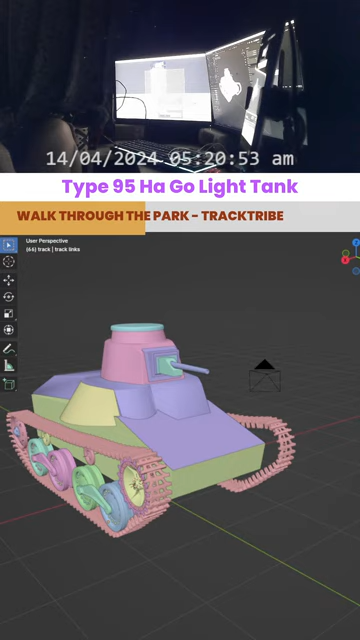 14/04/2024 05:20:53 am
Type 95 Ha Go Light Tank
WALK THROUGH THE PARK - TRACKTRIBE
User Perspective
(66) track | track links